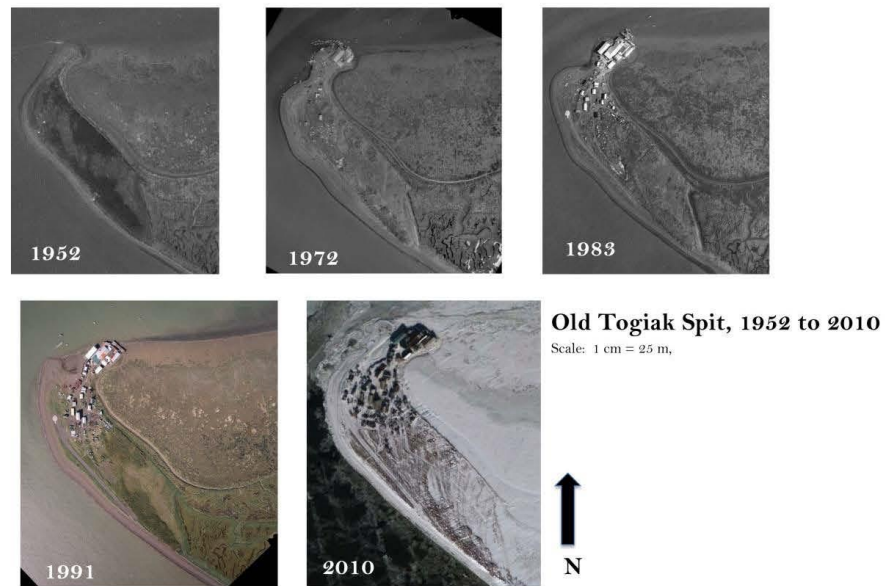 1952
1972
1983
1991
2010
Old Togiak Spit, 1952 to 2010
Scale: 1 cm = 25 m,
N